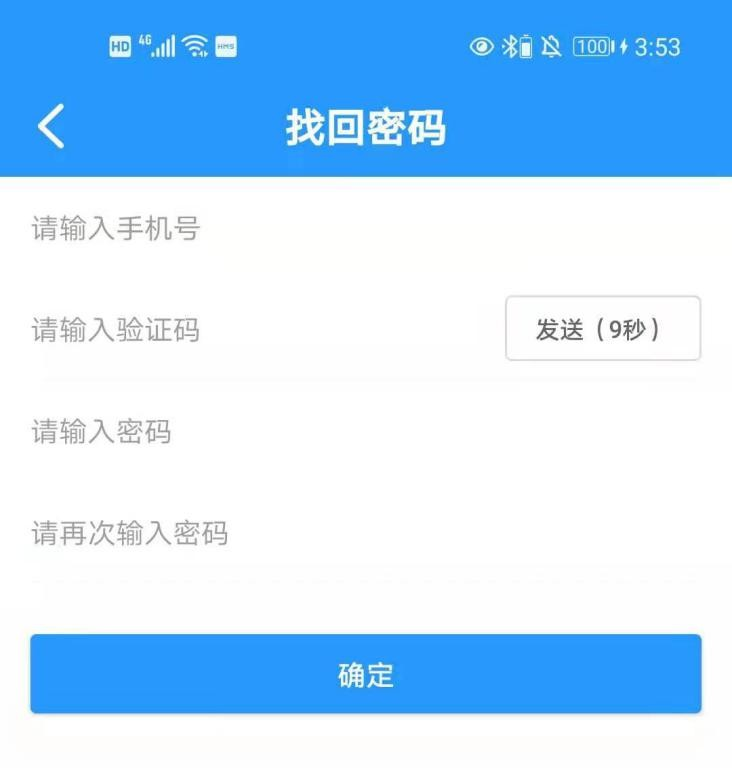 HD 4G HMS 100 3:53
找回密码
请输入手机号
请输入验证码 发送（9秒）
请输入密码
请再次输入密码
确定